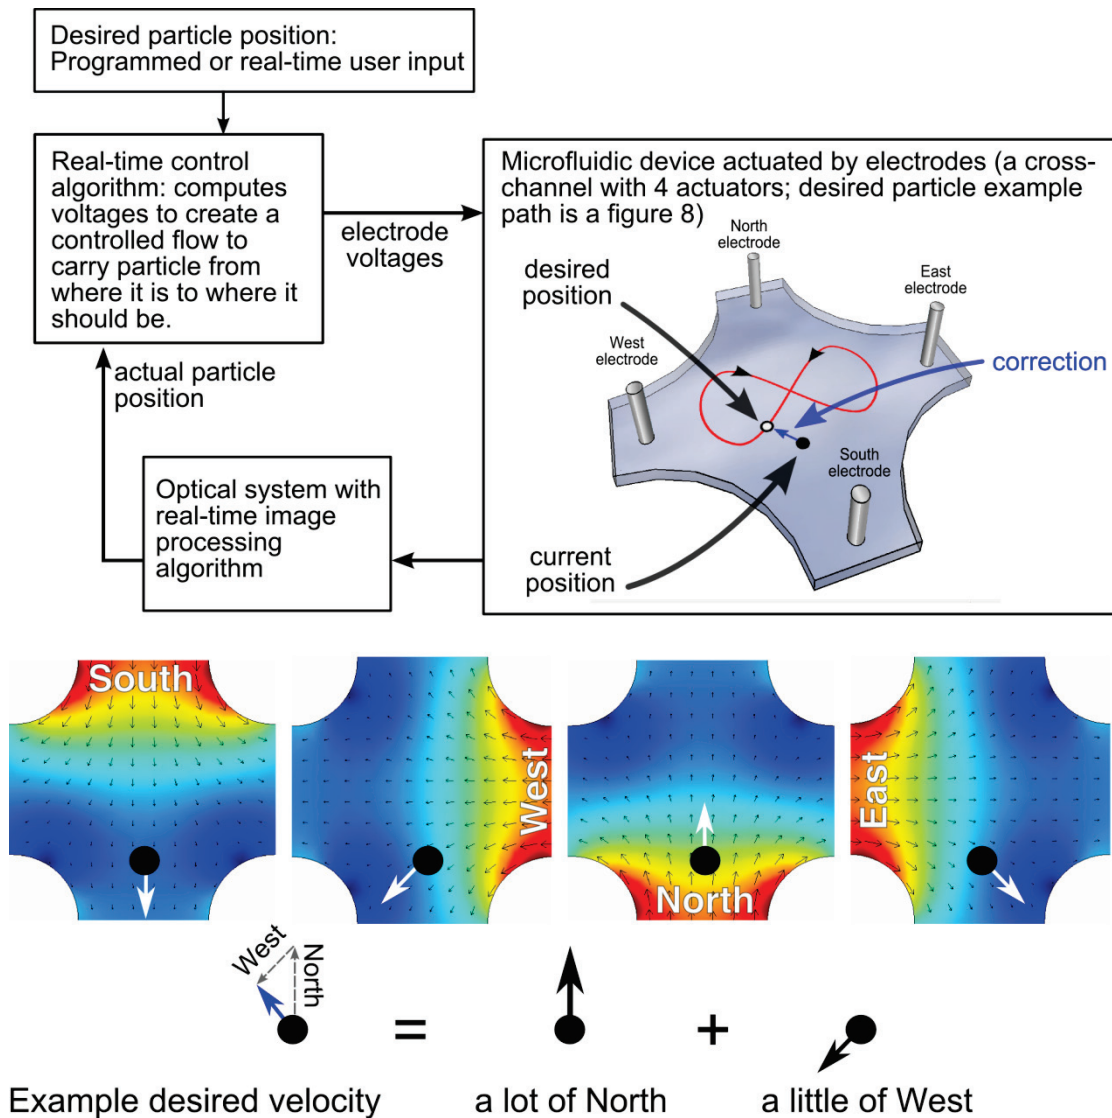 Desired particle position:
Programmed or real-time user input
Real-time control
algorithm: computes
voltages to create a
controlled flow to
carry particle from
where it is to where it
should be.
electrode
voltages
Microfluidic device actuated by electrodes (a cross-
channel with 4 actuators; desired particle example
path is a figure 8)
North
electrode
desired
position
East
electrode
West
electrode
correction
South
electrode
current
position
actual particle
position
Optical system with
real-time image
processing
algorithm
South
West
North
East
West
North
=
+
Example desired velocity
a lot of North
a little of West